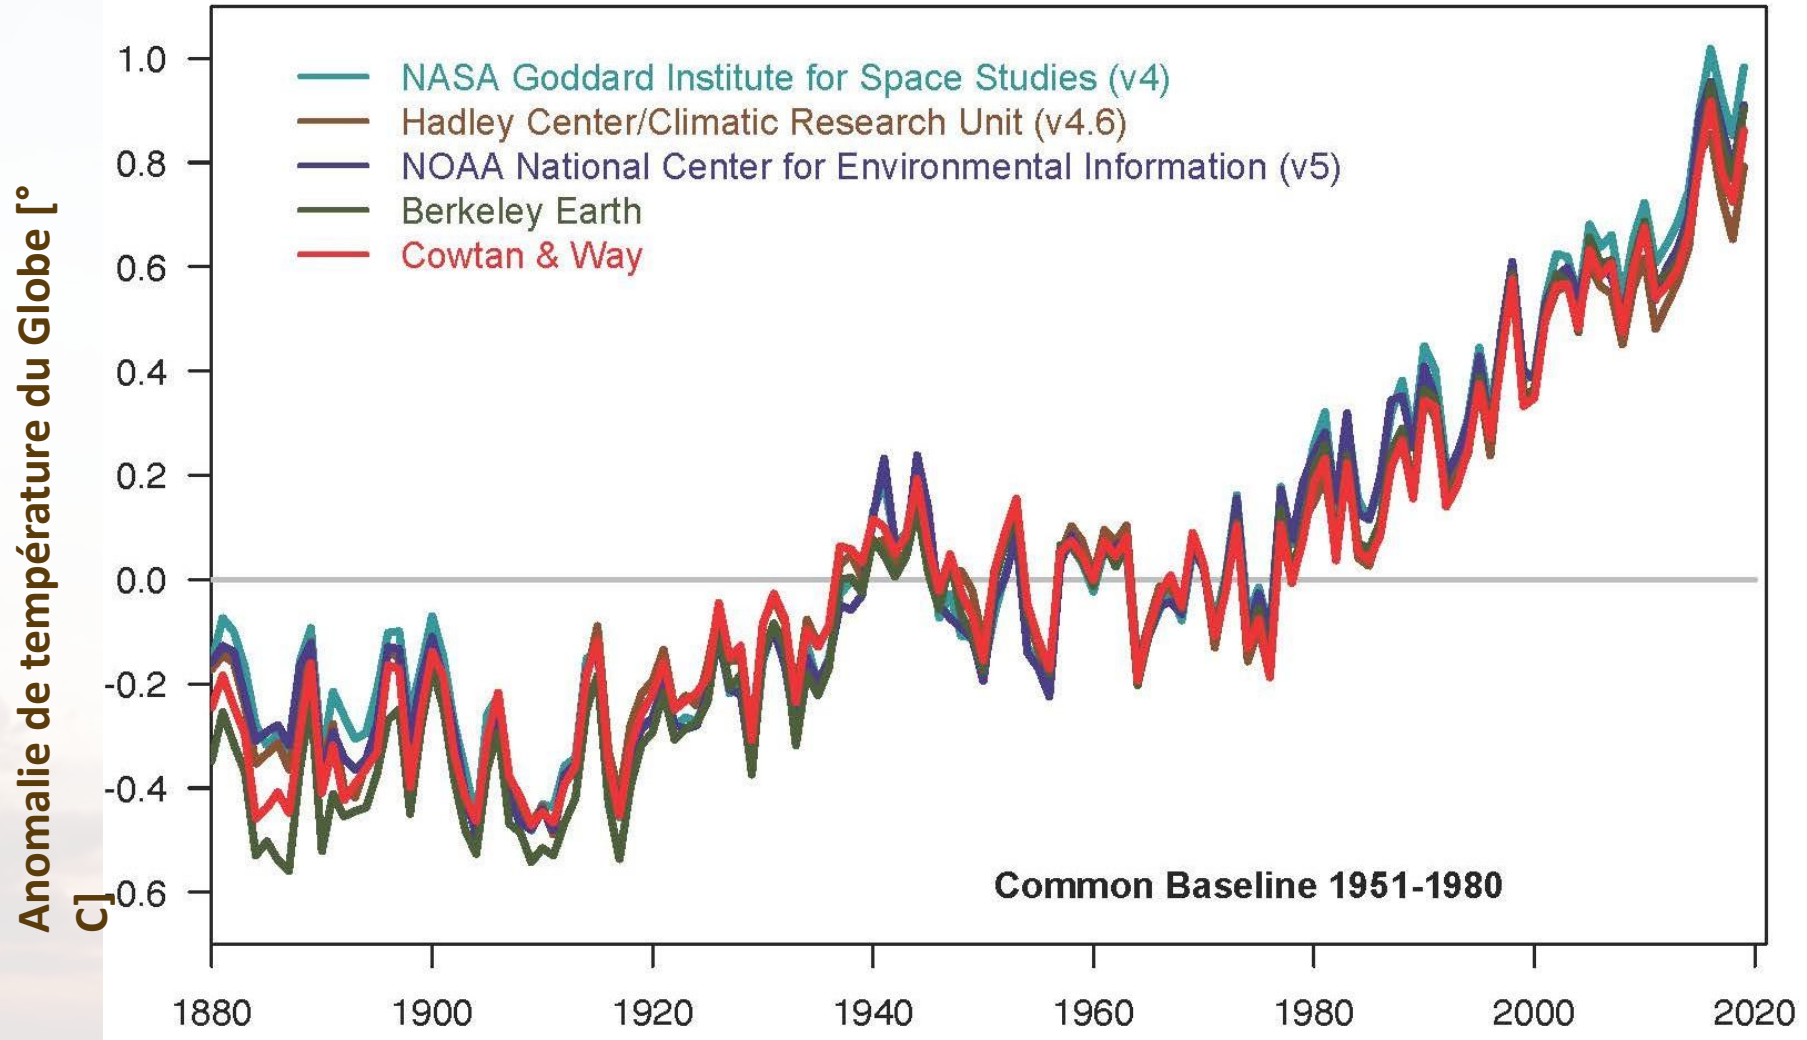 Anomalie de température du Globe [°
C]
1.0
0.8
0.6
0.4
0.2
0.0
-0.2
-0.4
-0.6
NASA Goddard Institute for Space Studies (v4)
Hadley Center/Climatic Research Unit (v4.6)
NOAA National Center for Environmental Information (v5)
Berkeley Earth
Cowtan & Way
Common Baseline 1951-1980
1880 1900 1920 1940 1960 1980 2000 2020